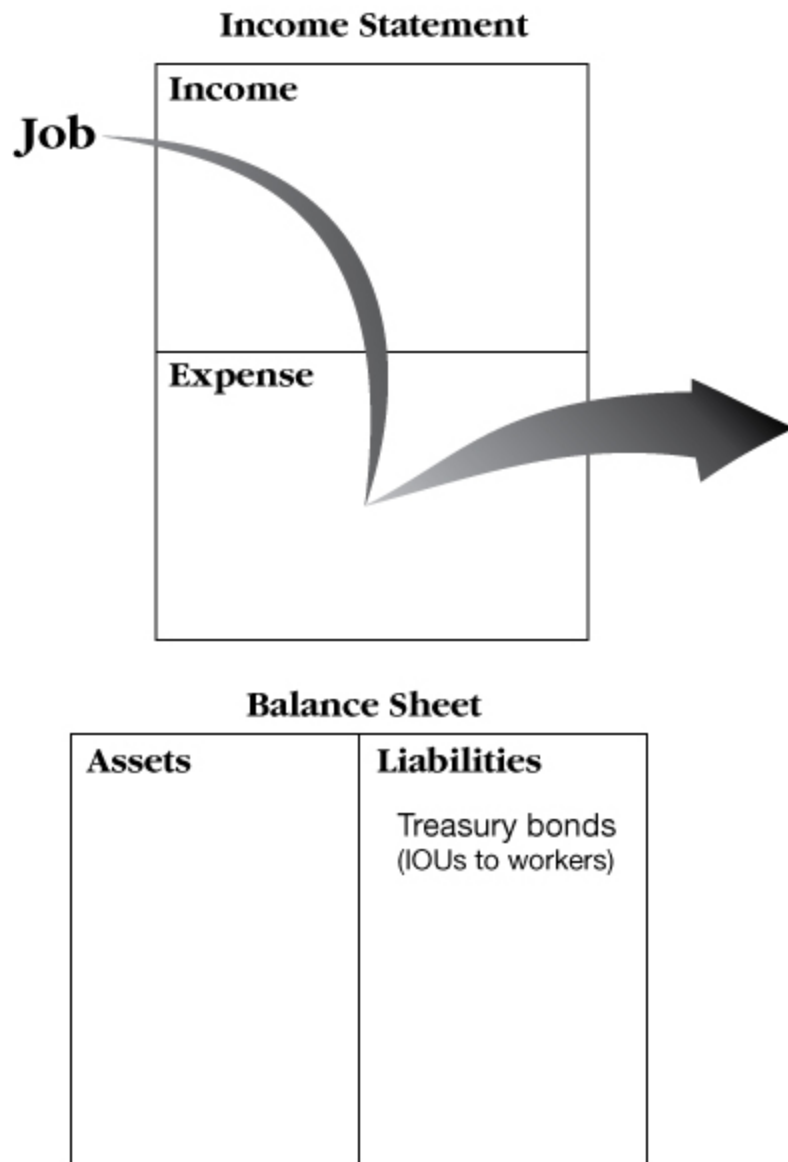 Income Statement
Income
Job
Expense
Balance Sheet
Assets
Liabilities
Treasury bonds
(IOUs to workers)